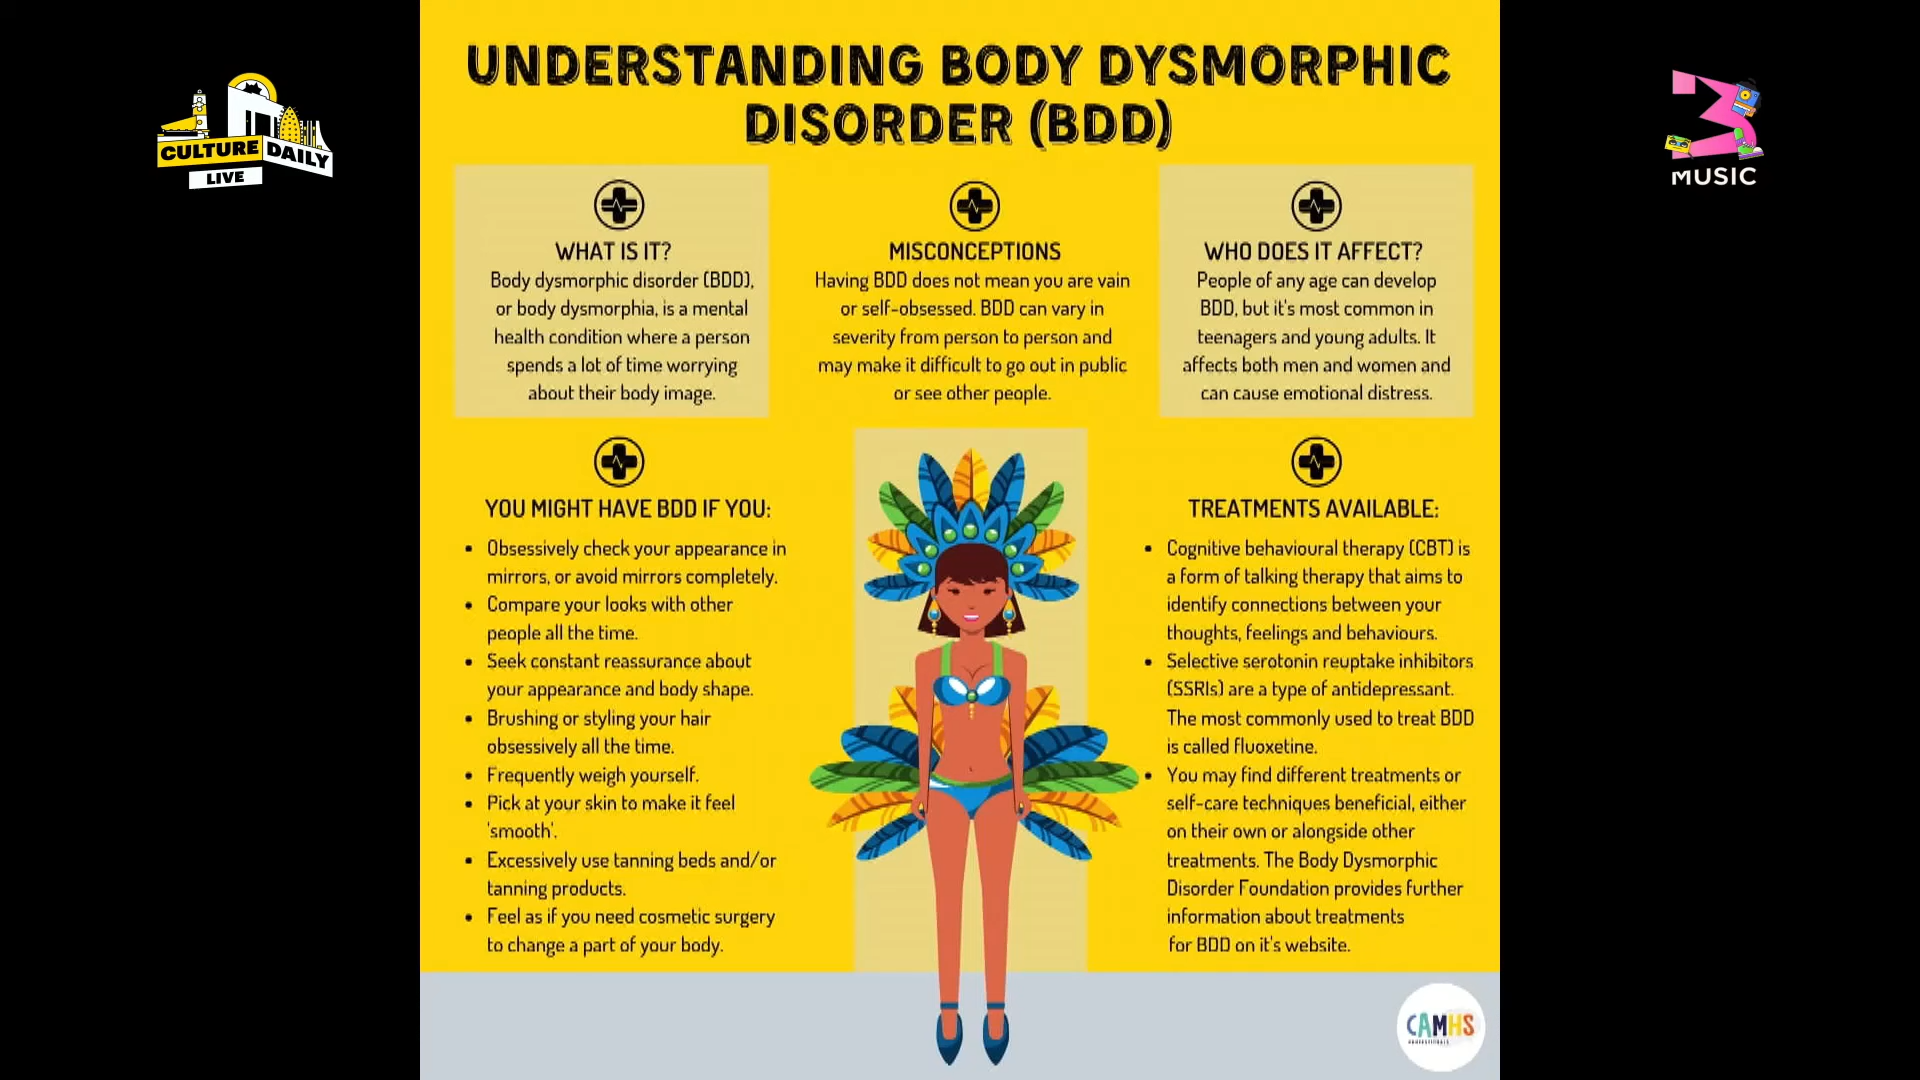 CULTURE DAILY
LIVE
3
MUSIC
UNDERSTANDING BODY DYSMORPHIC
DISORDER (BDD)
WHAT IS IT?
Body dysmorphic disorder (BDD),
or body dysmorphia, is a mental
health condition where a person
spends a lot of time worrying
about their body image.
MISCONCEPTIONS
Having BDD does not mean you are vain
or self-obsessed. BDD can vary in
severity from person to person and
may make it difficult to go out in public
or see other people.
WHO DOES IT AFFECT?
People of any age can develop
BDD, but it's most common in
teenagers and young adults. It
affects both men and women and
can cause emotional distress.
YOU MIGHT HAVE BDD IF YOU:
• Obsessively check your appearance in
mirrors, or avoid mirrors completely.
• Compare your looks with other
people all the time.
• Seek constant reassurance about
your appearance and body shape.
• Brushing or styling your hair
obsessively all the time.
• Frequently weigh yourself.
• Pick at your skin to make it feel
'smooth'.
• Excessively use tanning beds and/or
tanning products.
• Feel as if you need cosmetic surgery
to change a part of your body.
TREATMENTS AVAILABLE:
• Cognitive behavioural therapy (CBT) is
a form of talking therapy that aims to
identify connections between your
thoughts, feelings and behaviours.
• Selective serotonin reuptake inhibitors
(SSRIs) are a type of antidepressant.
The most commonly used to treat BDD
is called fluoxetine.
• You may find different treatments or
self-care techniques beneficial, either
on their own or alongside other
treatments. The Body Dysmorphic
Disorder Foundation provides further
information about treatments
for BDD on it's website.
CAMHS
PROFESSIONALS